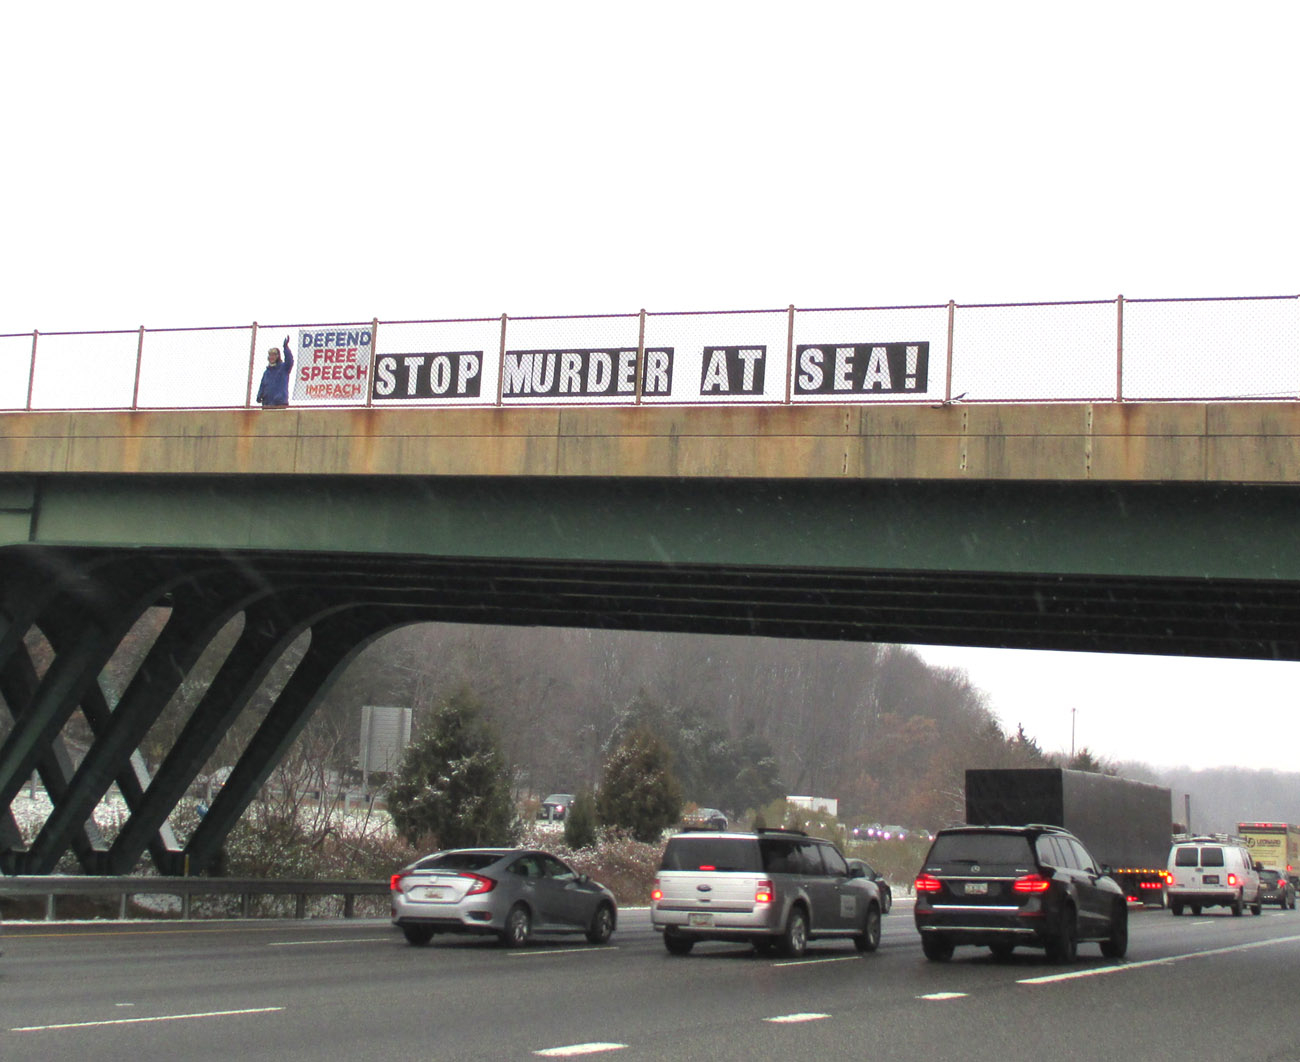 DEFEND
FREE
SPEECH
IMPEACH
STOP MURDER AT SEA!